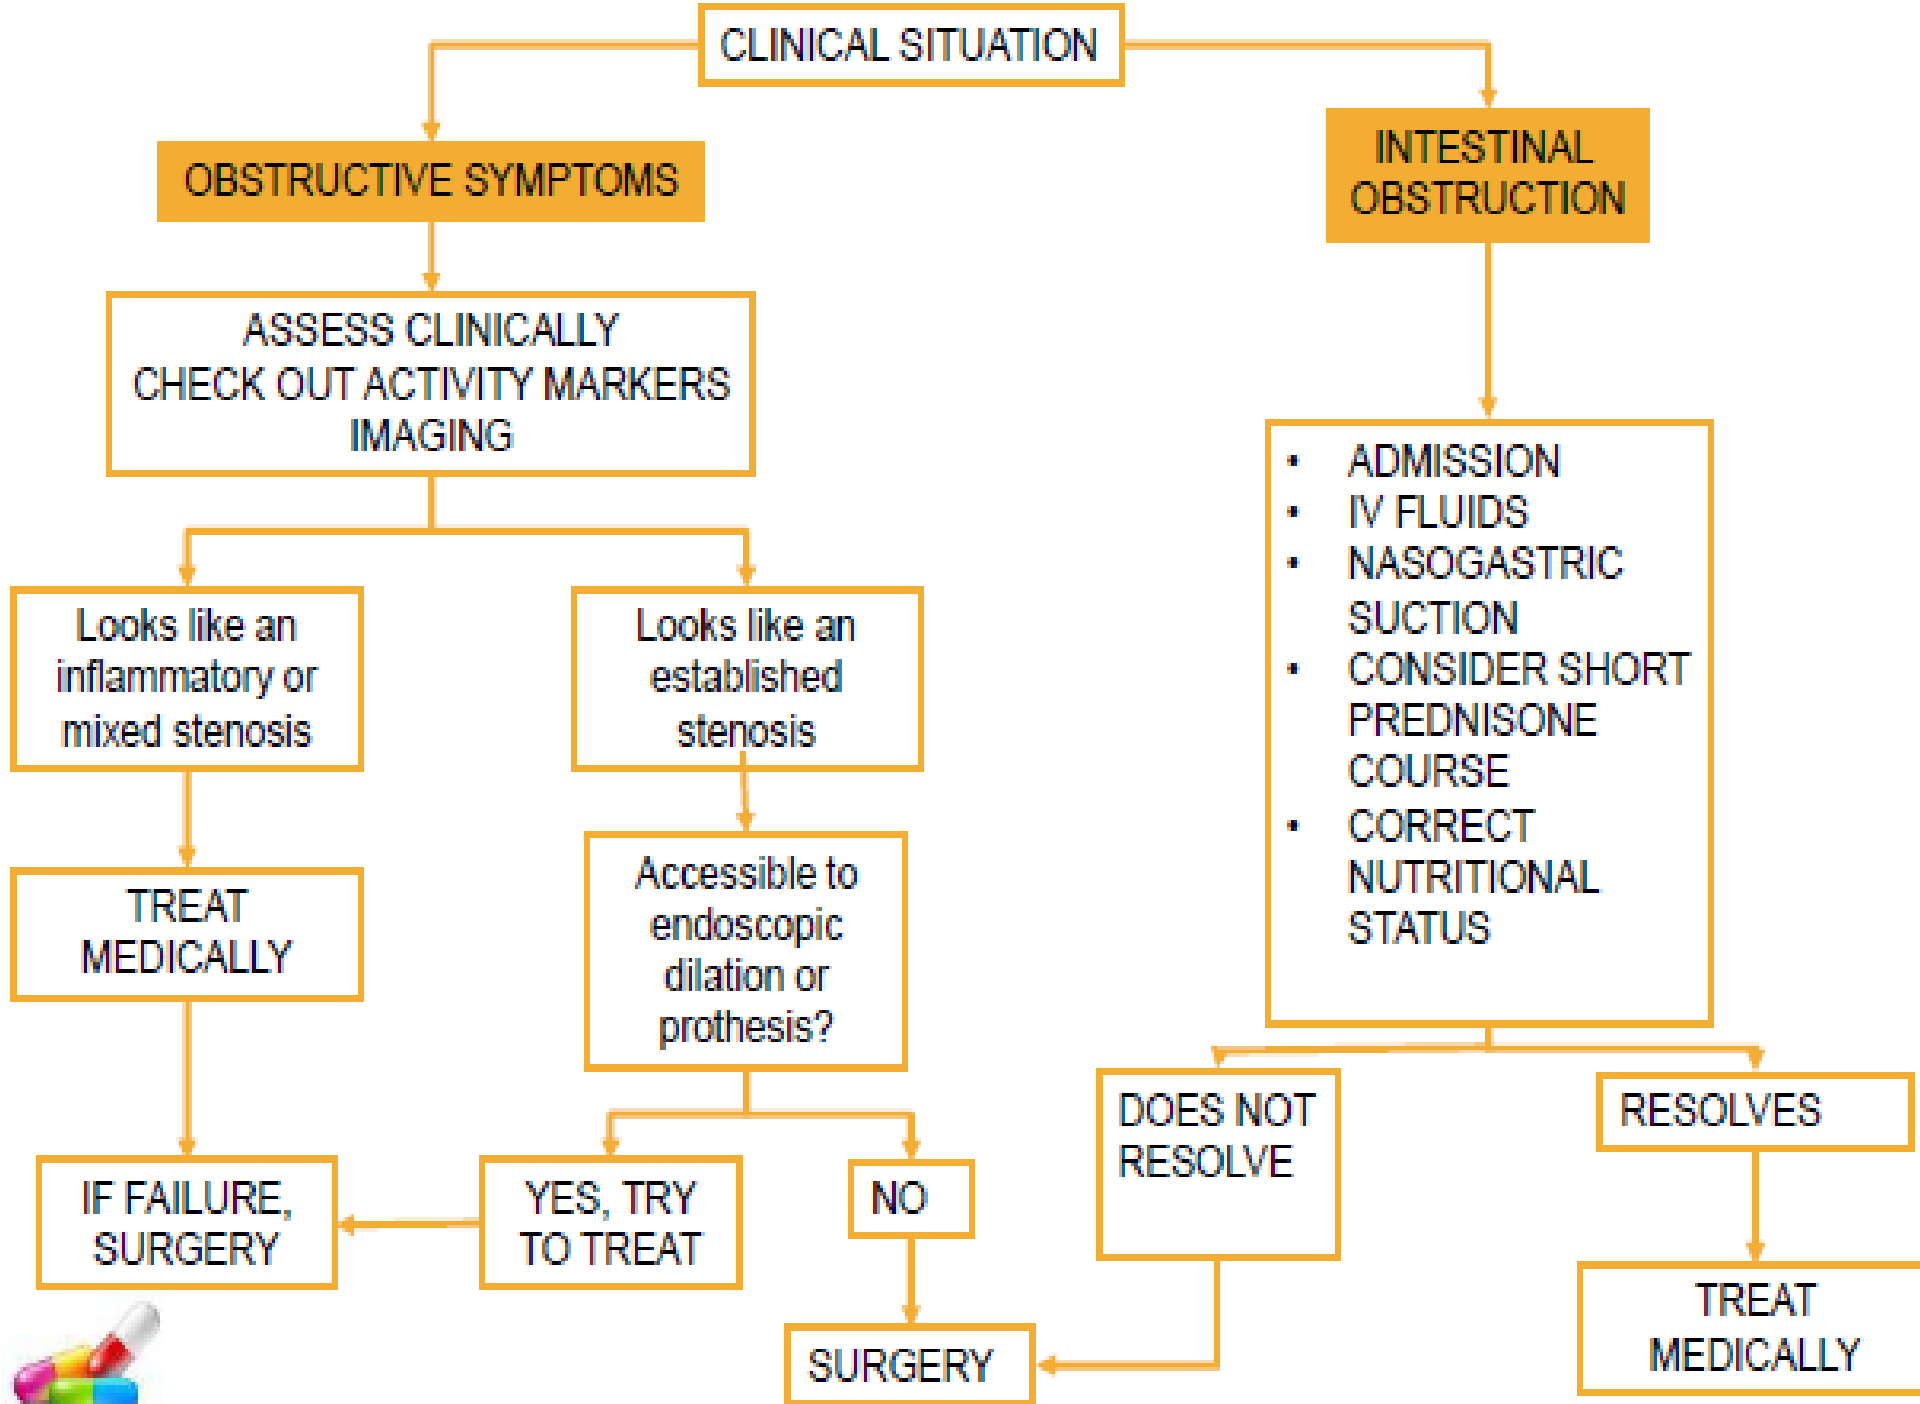 CLINICAL SITUATION
OBSTRUCTIVE SYMPTOMS
INTESTINAL
OBSTRUCTION
ASSESS CLINICALLY
CHECK OUT ACTIVITY MARKERS
IMAGING
Looks like an
inflammatory or
mixed stenosis
Looks like an
established
stenosis
• ADMISSION
• IV FLUIDS
• NASOGASTRIC
SUCTION
• CONSIDER SHORT
PREDNISONE
COURSE
• CORRECT
NUTRITIONAL
STATUS
TREAT
MEDICALLY
Accessible to
endoscopic
dilation or
prothesis?
IF FAILURE,
SURGERY
YES, TRY
TO TREAT
NO
DOES NOT
RESOLVE
RESOLVES
SURGERY
TREAT
MEDICALLY